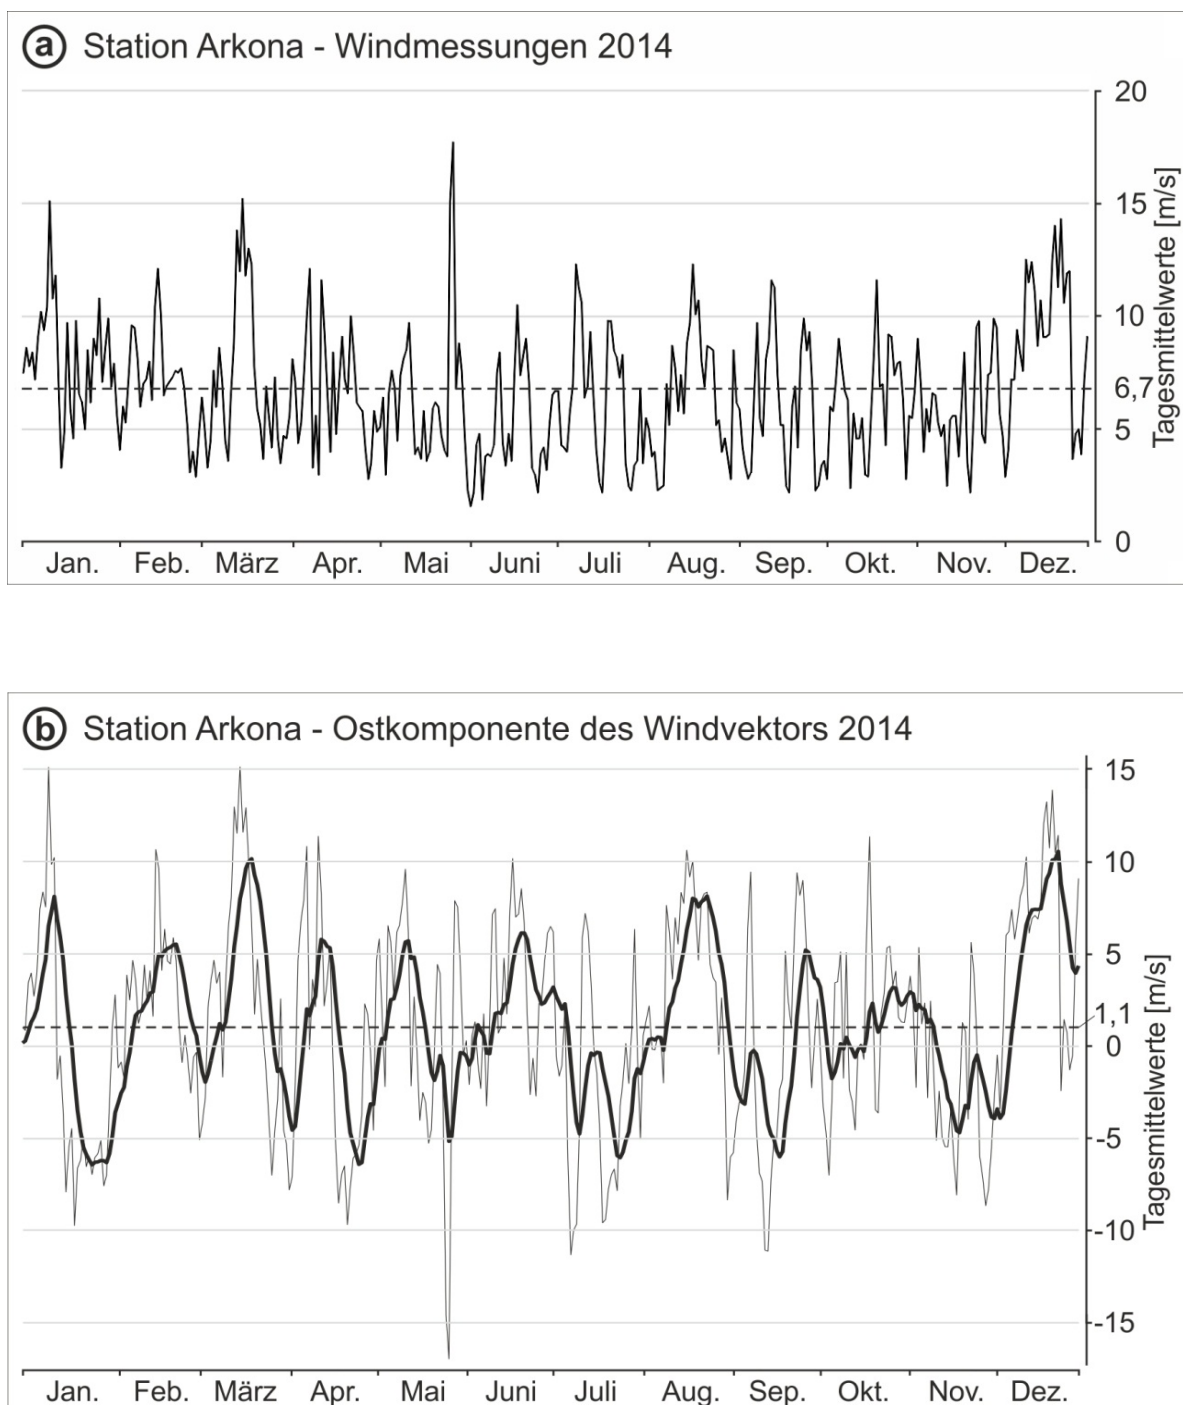 a Station Arkona - Windmessungen 2014
20
15
10
6,7
5
0
Tagesmittelwerte [m/s]
Jan. Feb. März Apr. Mai Juni Juli Aug. Sep. Okt. Nov. Dez.
b Station Arkona - Ostkomponente des Windvektors 2014
15
10
5
1,1
0
-5
-10
-15
Tagesmittelwerte [m/s]
Jan. Feb. März Apr. Mai Juni Juli Aug. Sep. Okt. Nov. Dez.